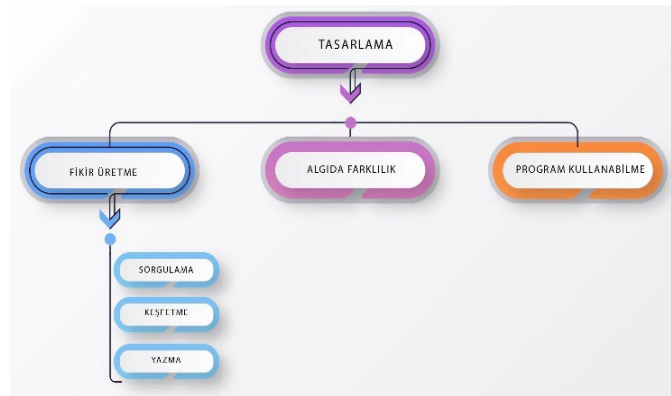 TASARLAMA
FİKİR ÜRETME
ALGIDA FARKLILIK
PROGRAM KULLANABİLME
SORGULAMA
KEŞFETME
YAZMA